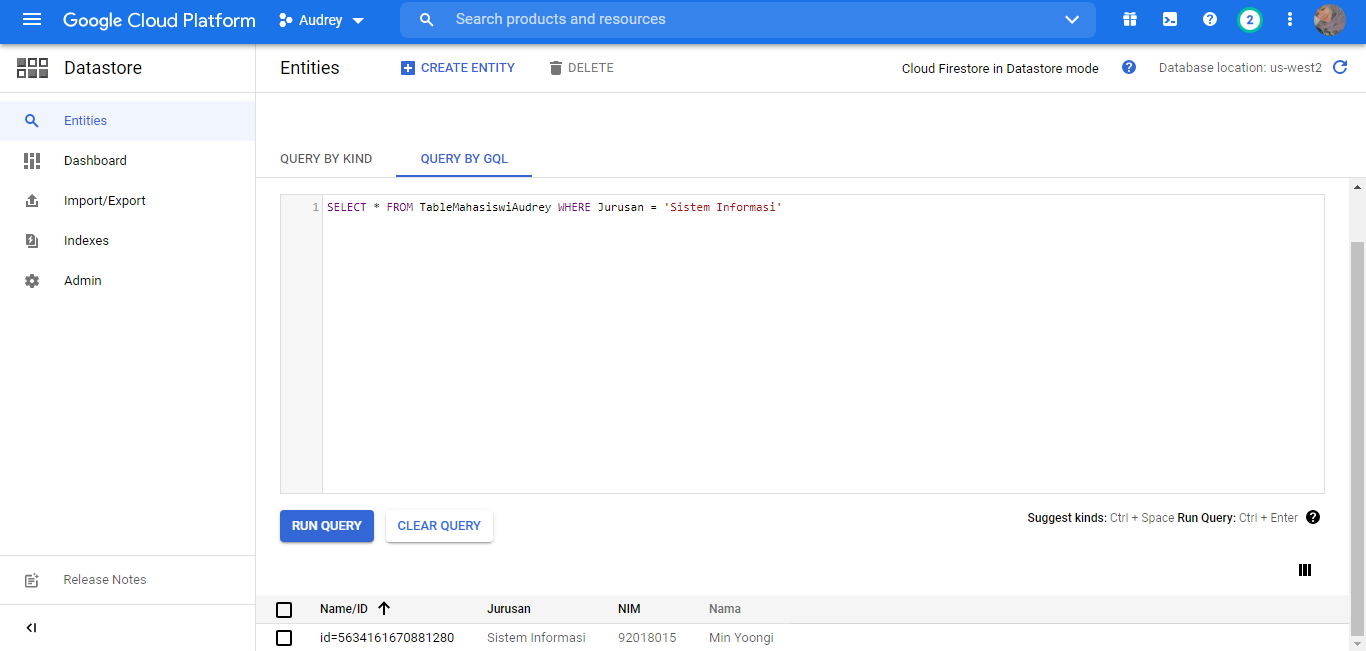 Google Cloud Platform Audrey Search products and resources 2
Datastore
Entities CREATE ENTITY DELETE Cloud Firestore in Datastore mode Database location: us-west2
Entities
Dashboard
Import/Export
Indexes
Admin
Release Notes
QUERY BY KIND QUERY BY GQL
1 SELECT * FROM TableMahasiswiAudrey WHERE Jurusan = 'Sistem Informasi'
RUN QUERY CLEAR QUERY Suggest kinds: Ctrl + Space Run Query: Ctrl + Enter
Name/ID Jurusan NIM Nama
id=5634161670881280 Sistem Informasi 92018015 Min Yoongi